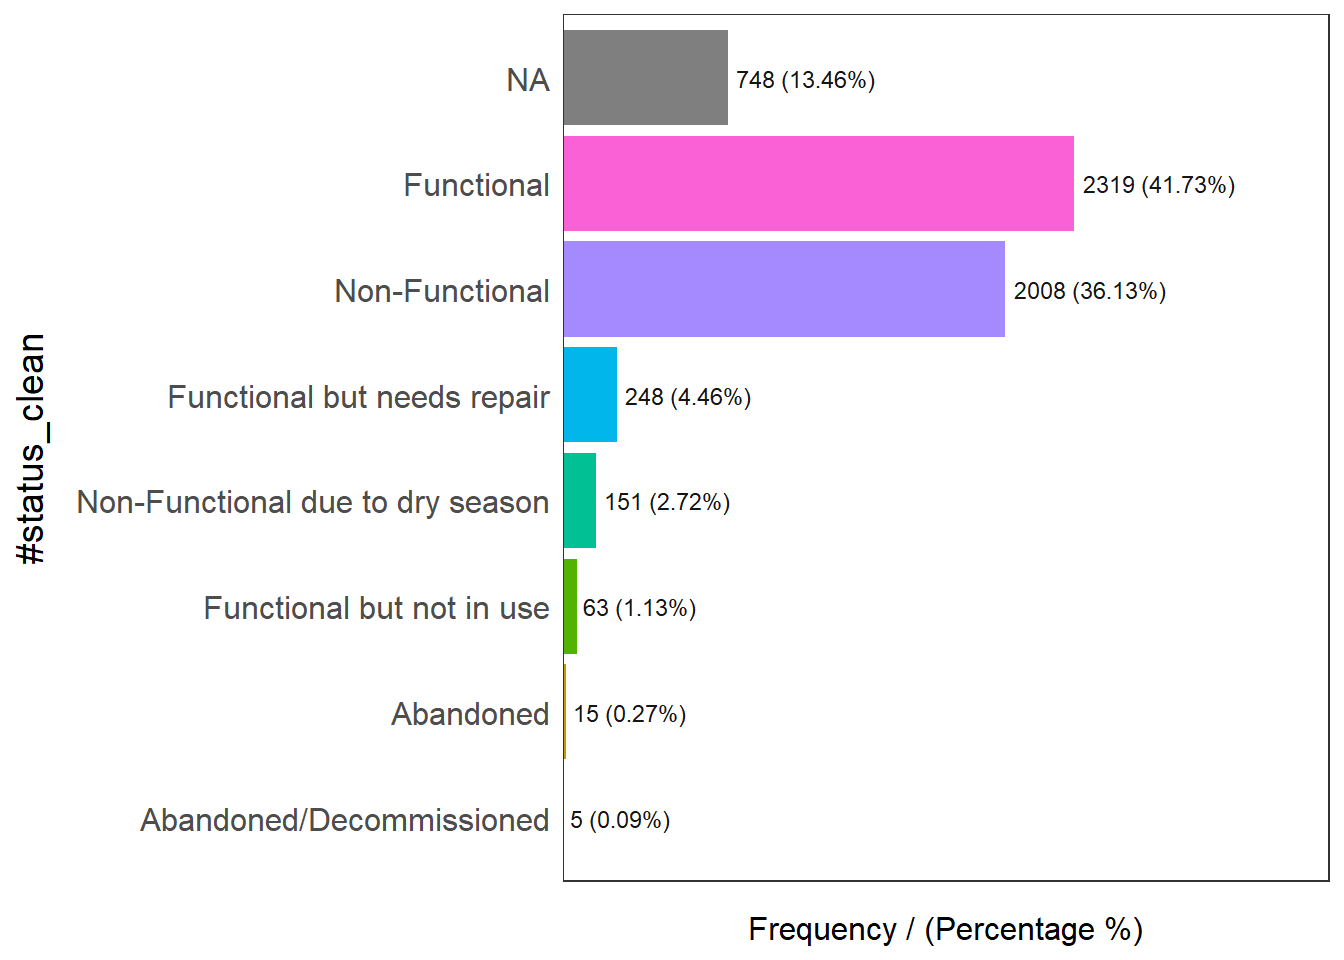 NA 748 (13.46%)
Functional 2319 (41.73%)
Non-Functional 2008 (36.13%)
Functional but needs repair 248 (4.46%)
Non-Functional due to dry season 151 (2.72%)
Functional but not in use 63 (1.13%)
Abandoned 15 (0.27%)
Abandoned/Decommissioned 5 (0.09%)
#status_clean
Frequency / (Percentage %)